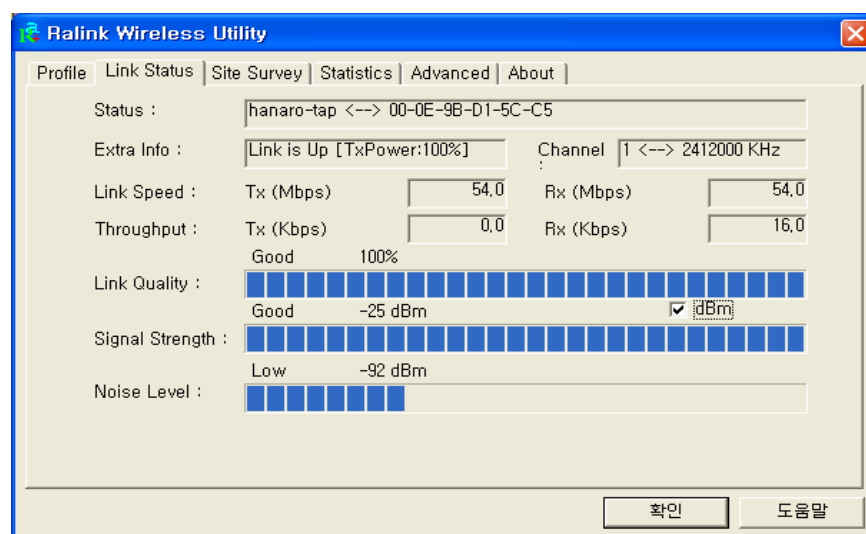 Ralink Wireless Utility
Profile Link Status Site Survey Statistics Advanced About
Status : hanaro-tap <--> 00-0E-9B-D1-5C-C5
Extra Info : Link is Up [TxPower:100%] Channel : 1 <--> 2412000 KHz
Link Speed : Tx (Mbps) 54,0 Rx (Mbps) 54,0
Throughput : Tx (Kbps) 0,0 Rx (Kbps) 16,0
Good 100%
Link Quality :
Good -25 dBm dBm
Signal Strength :
Low -92 dBm
Noise Level :
확인 도움말